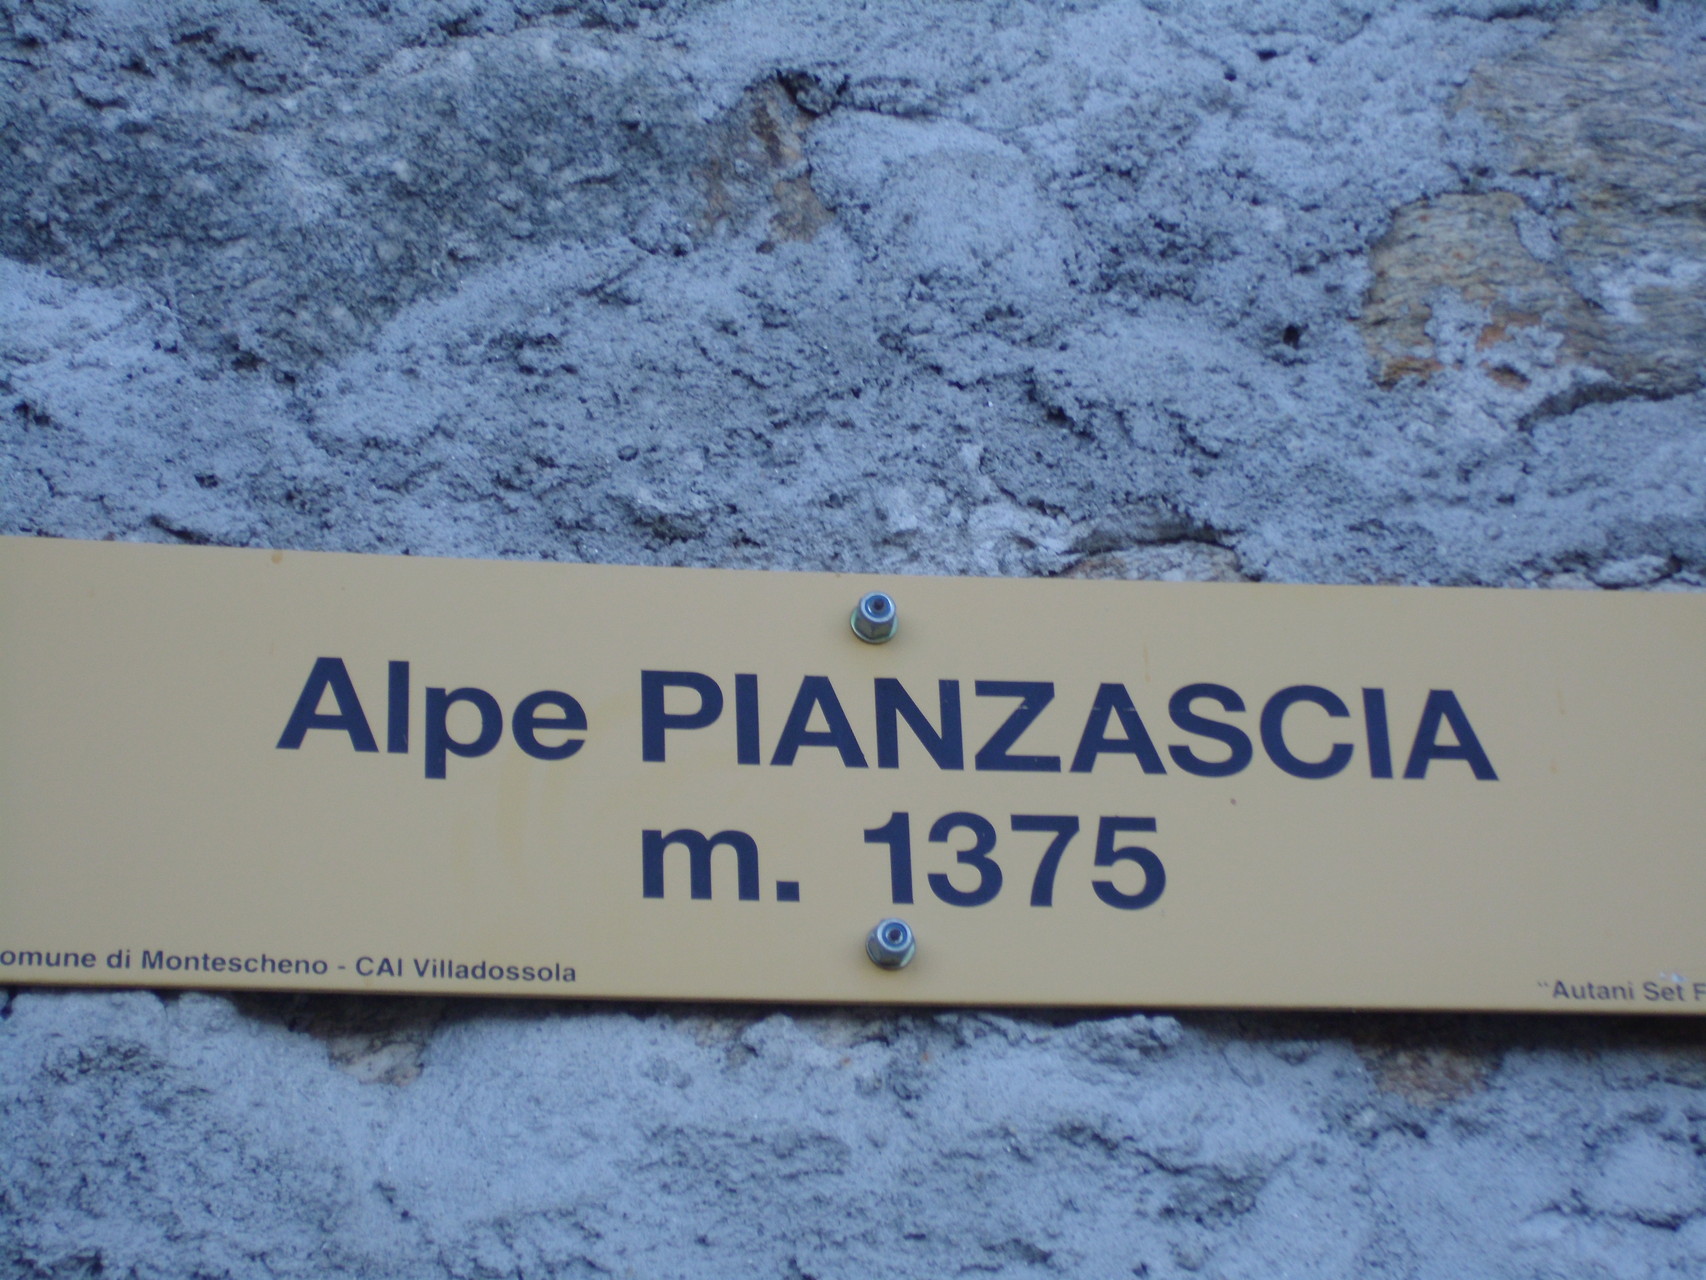 Alpe PIANZASCIA
m. 1375
omune di Montescheno - CAI Villadossola
"Autani Set F